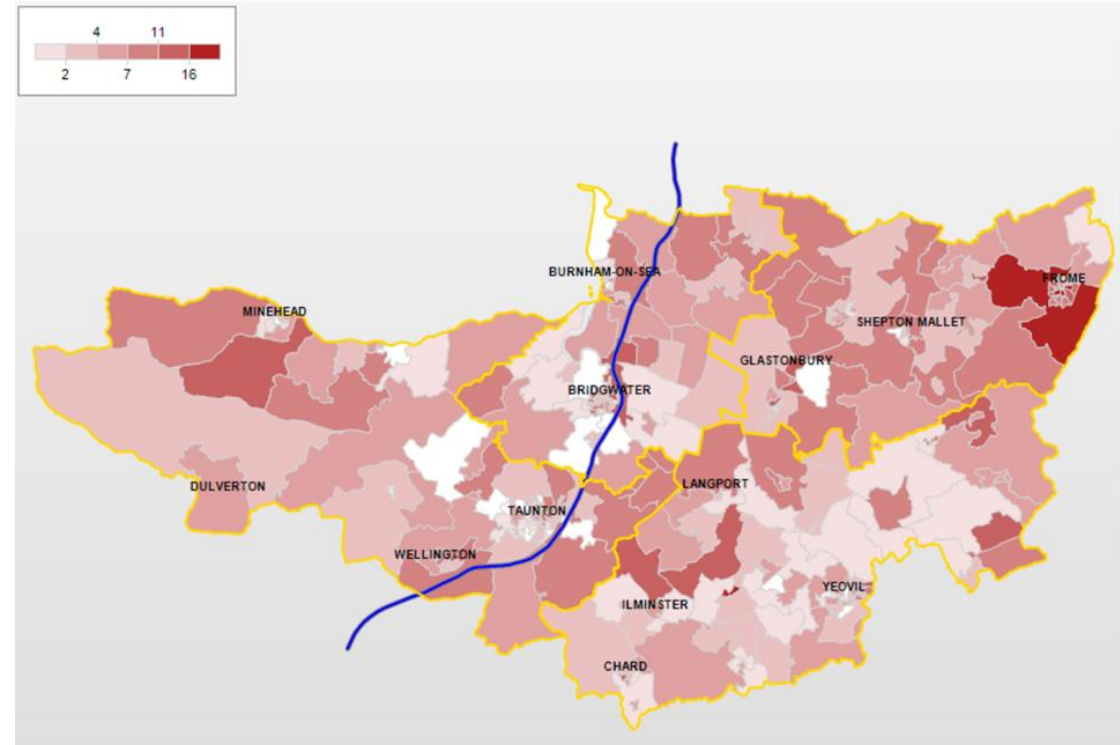 4 11
2 7 16
BURNHAM-ON-SEA
FROME
MINEHEAD
SHEPTON MALLET
GLASTONBURY
BRIDGWATER
DULVERTON
LANGPORT
TAUNTON
WELLINGTON
YEOVIL
ILMINSTER
CHARD